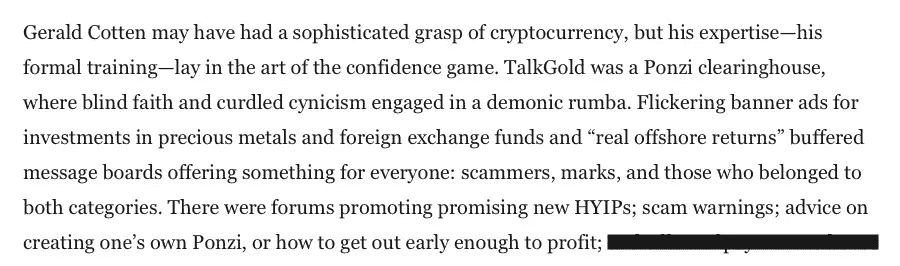 Gerald Cotten may have had a sophisticated grasp of cryptocurrency, but his expertise—his
formal training—lay in the art of the confidence game. TalkGold was a Ponzi clearinghouse,
where blind faith and curdled cynicism engaged in a demonic rumba. Flickering banner ads for
investments in precious metals and foreign exchange funds and “real offshore returns” buffered
message boards offering something for everyone: scammers, marks, and those who belonged to
both categories. There were forums promoting promising new HYIPs; scam warnings; advice on
creating one’s own Ponzi, or how to get out early enough to profit;